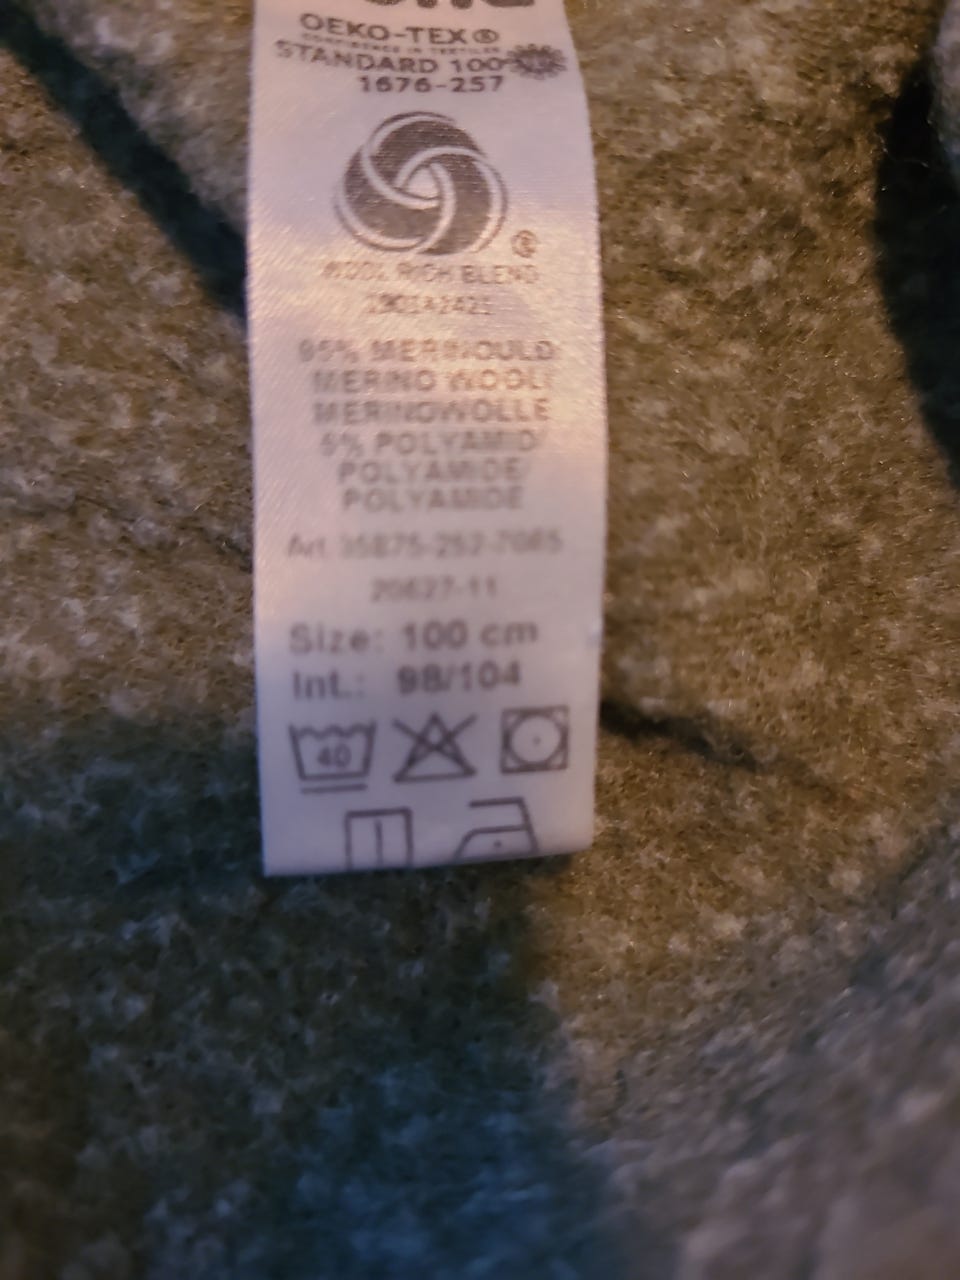 OEKO-TEX®
STANDARD 100
1676-257
®
WOOL RICH BLEND
95% MERINOULD/
MERINO WOOL/
MERINOWOLLE
5% POLYAMID/
POLYAMIDE/
POLYAMIDE
Art.
20627-11
Size: 100 cm
Int.: 98/104
40